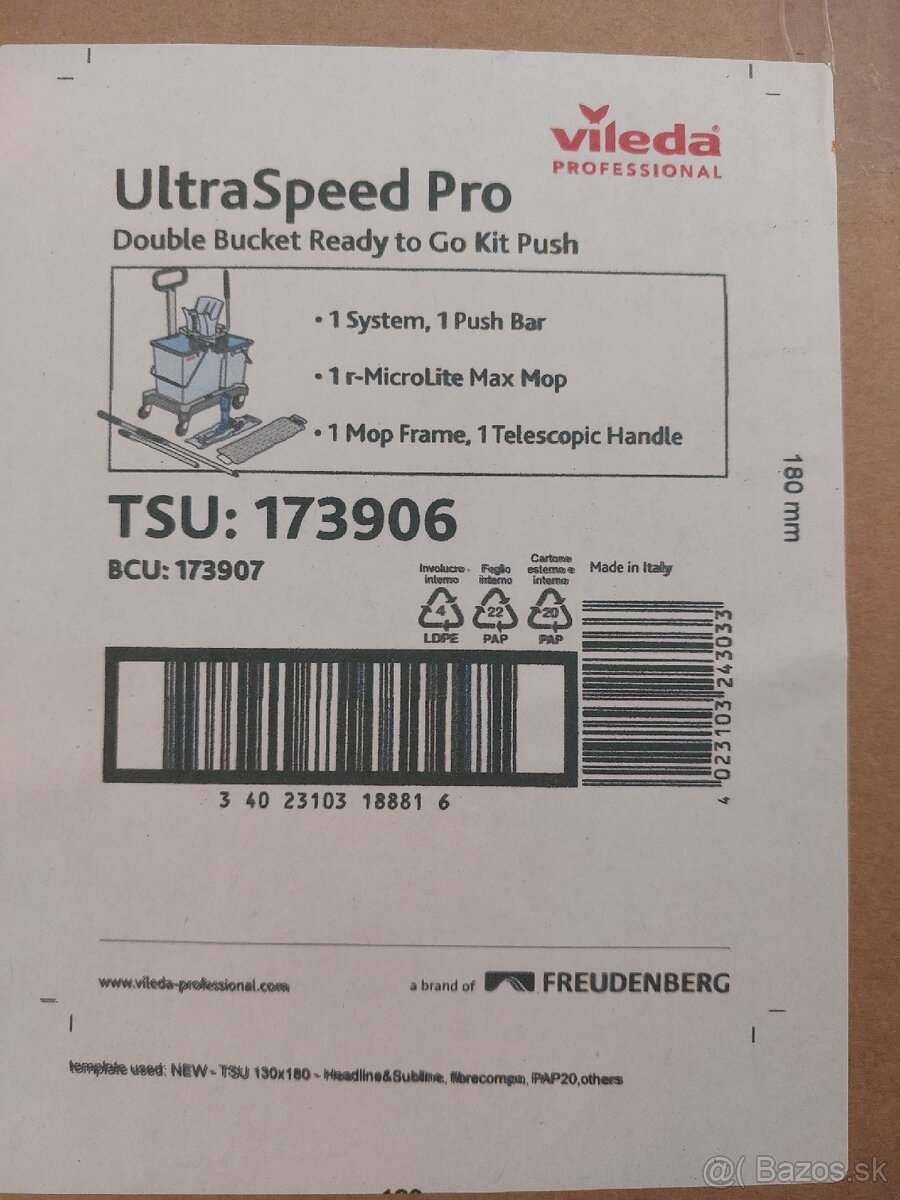 vileda
PROFESSIONAL
UltraSpeed Pro
Double Bucket Ready to Go Kit Push
• 1 System, 1 Push Bar
• 1 r-MicroLite Max Mop
• 1 Mop Frame, 1 Telescopic Handle
180 mm
TSU: 173906
BCU: 173907
Involucro interno
Foglio interno
Cartone esterno e interno
Made in Italy
4
22
20
LDPE
PAP
PAP
4 023103 243033
3 40 23103 18881 6
www.vileda-professional.com
a brand of FREUDENBERG
template used: NEW - TSU 130x180 - Headline&Subline, fibrecompo, PAP20,others
@( Bazos.sk